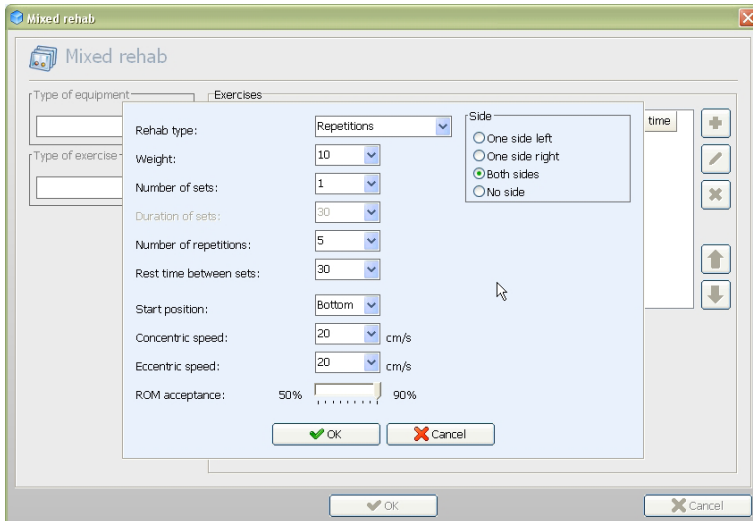 Mixed rehab
Mixed rehab
Type of equipment
Exercises
time
Type of exercise
Rehab type: Repetitions
Weight: 10
Number of sets: 1
Duration of sets: 30
Number of repetitions: 5
Rest time between sets: 30
Start position: Bottom
Concentric speed: 20 cm/s
Eccentric speed: 20 cm/s
ROM acceptance: 50% 90%
Side
One side left
One side right
Both sides
No side
OK Cancel
OK Cancel